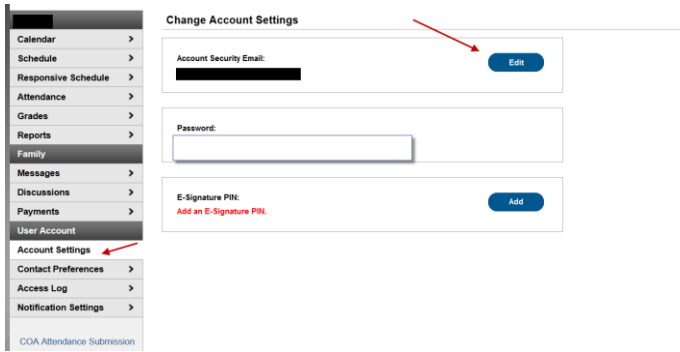 Change Account Settings
Calendar
Schedule
Responsive Schedule
Attendance
Grades
Reports
Family
Messages
Discussions
Payments
User Account
Account Settings
Contact Preferences
Access Log
Notification Settings
COA Attendance Submission
Account Security Email:
Edit
Password:
E-Signature PIN:
Add an E-Signature PIN.
Add